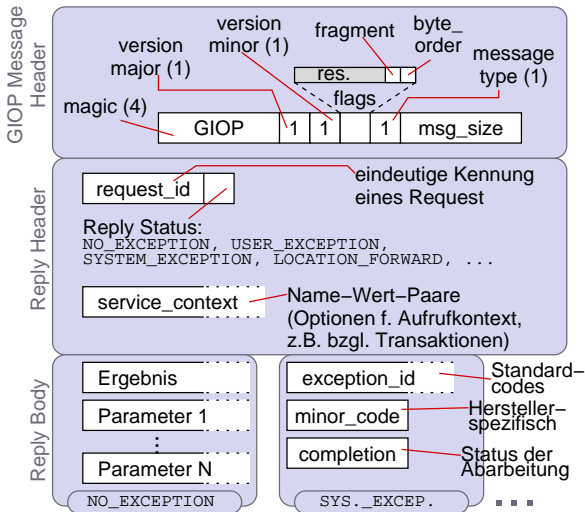 GIOP Message
Header
version
major (1)
version
minor (1)
fragment
byte_
order
message
type (1)
res.
flags
magic (4)
GIOP
1
1
1
msg_size
Reply Header
request_id
eindeutige Kennung
eines Request
Reply Status:
NO_EXCEPTION, USER_EXCEPTION,
SYSTEM_EXCEPTION, LOCATION_FORWARD, ...
service_context
Name−Wert−Paare
(Optionen f. Aufrufkontext,
z.B. bzgl. Transaktionen)
Reply Body
Ergebnis
Parameter 1
Parameter N
NO_EXCEPTION
exception_id
Standard−
codes
minor_code
Hersteller−
spezifisch
completion
Status der
Abarbeitung
SYS._EXCEP.